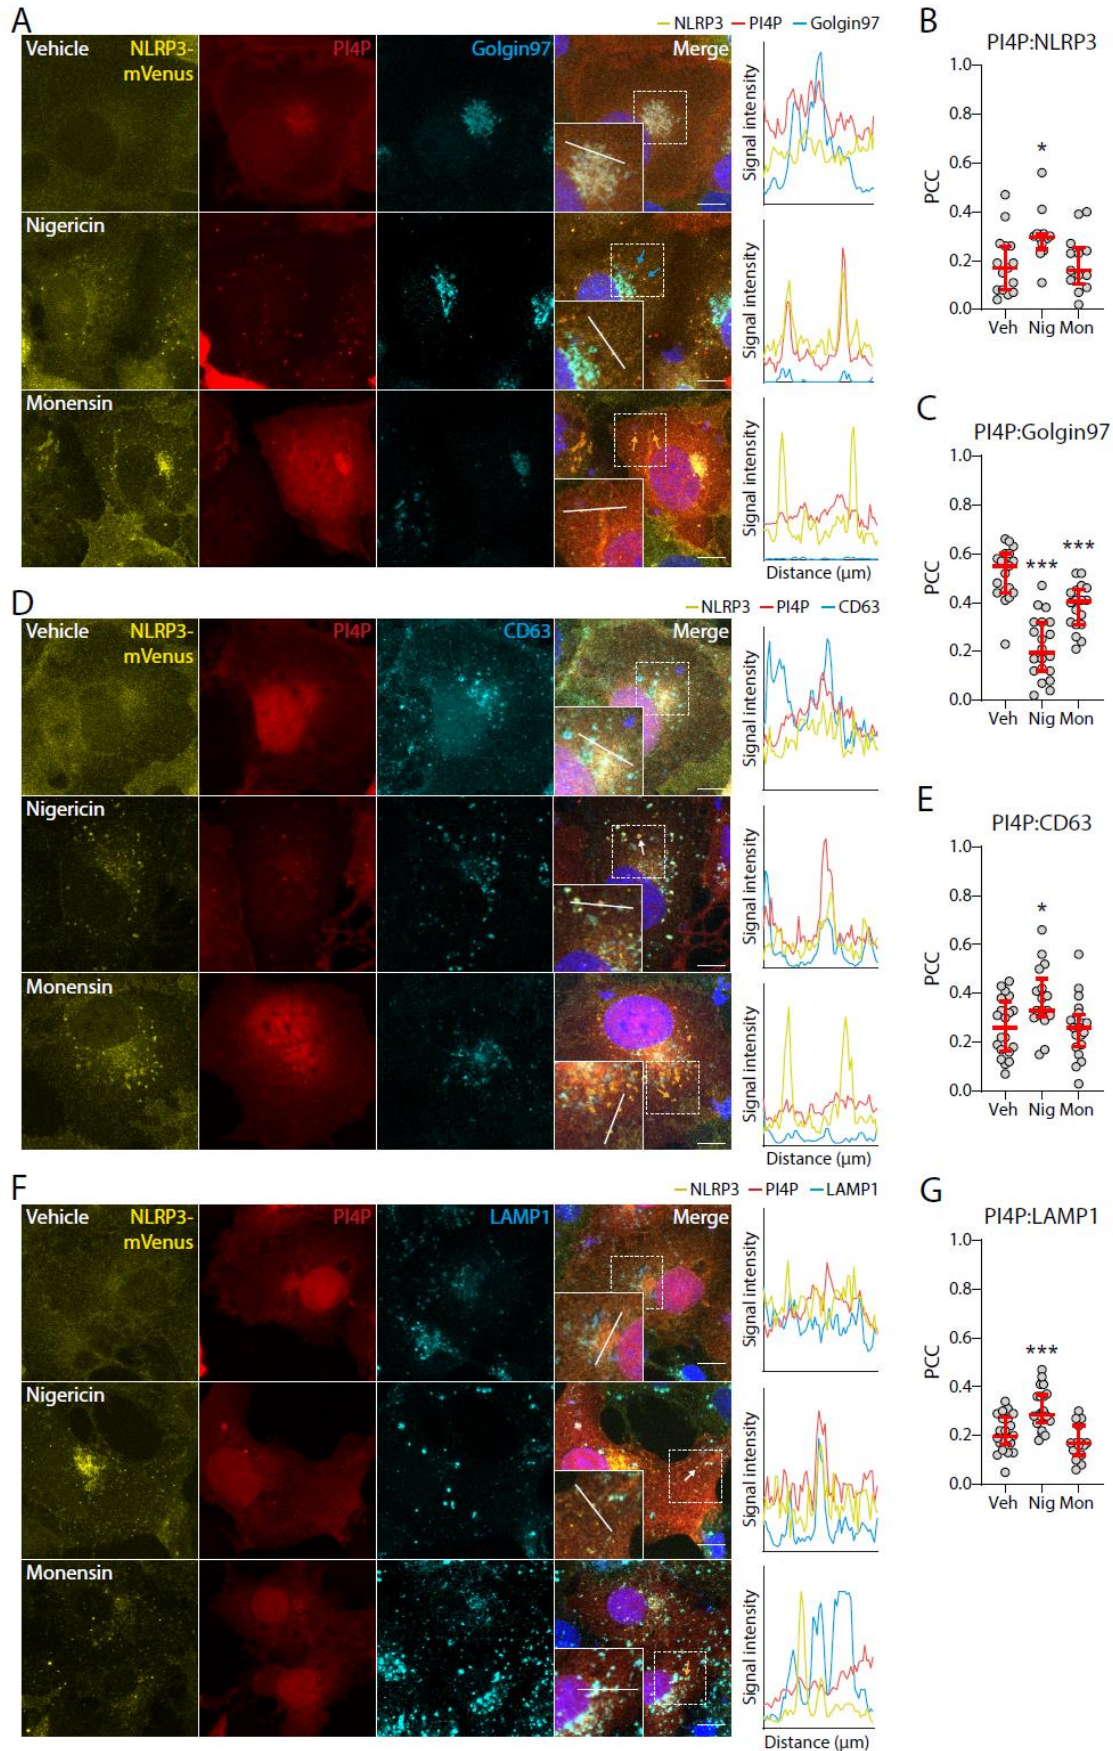 A
NLRP3 PI4P Golgin97
Vehicle NLRP3-
mVenus
PI4P
Golgin97
Merge
Signal intensity
Nigericin
Signal intensity
Monensin
Signal intensity
Distance (µm)
B
PI4P:NLRP3
1.0
0.8
0.6
0.4
0.2
0.0
PCC
*
Veh Nig Mon
C
PI4P:Golgin97
1.0
0.8
0.6
0.4
0.2
0.0
PCC
***
***
Veh Nig Mon
D
NLRP3 PI4P CD63
Vehicle NLRP3-
mVenus
PI4P
CD63
Merge
Signal intensity
Nigericin
Signal intensity
Monensin
Signal intensity
Distance (µm)
E
PI4P:CD63
1.0
0.8
0.6
0.4
0.2
0.0
PCC
*
Veh Nig Mon
F
NLRP3 PI4P LAMP1
Vehicle NLRP3-
mVenus
PI4P
LAMP1
Merge
Signal intensity
Nigericin
Signal intensity
Monensin
Signal intensity
Distance (µm)
G
PI4P:LAMP1
1.0
0.8
0.6
0.4
0.2
0.0
PCC
***
Veh Nig Mon